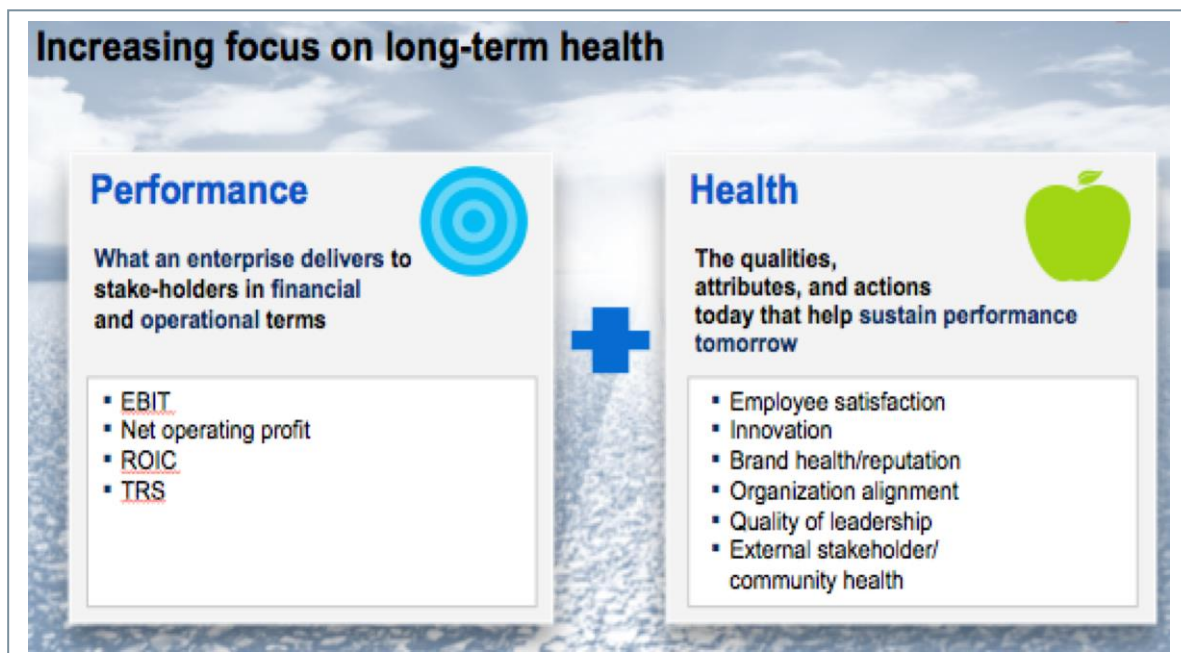 Increasing focus on long-term health
Performance
What an enterprise delivers to
stake-holders in financial
and operational terms
▪ EBIT
▪ Net operating profit
▪ ROIC
▪ TRS
Health
The qualities,
attributes, and actions
today that help sustain performance
tomorrow
▪ Employee satisfaction
▪ Innovation
▪ Brand health/reputation
▪ Organization alignment
▪ Quality of leadership
▪ External stakeholder/
community health